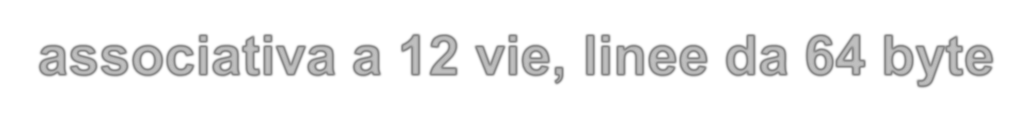 associativa a 12 vie, linee da 64 byte